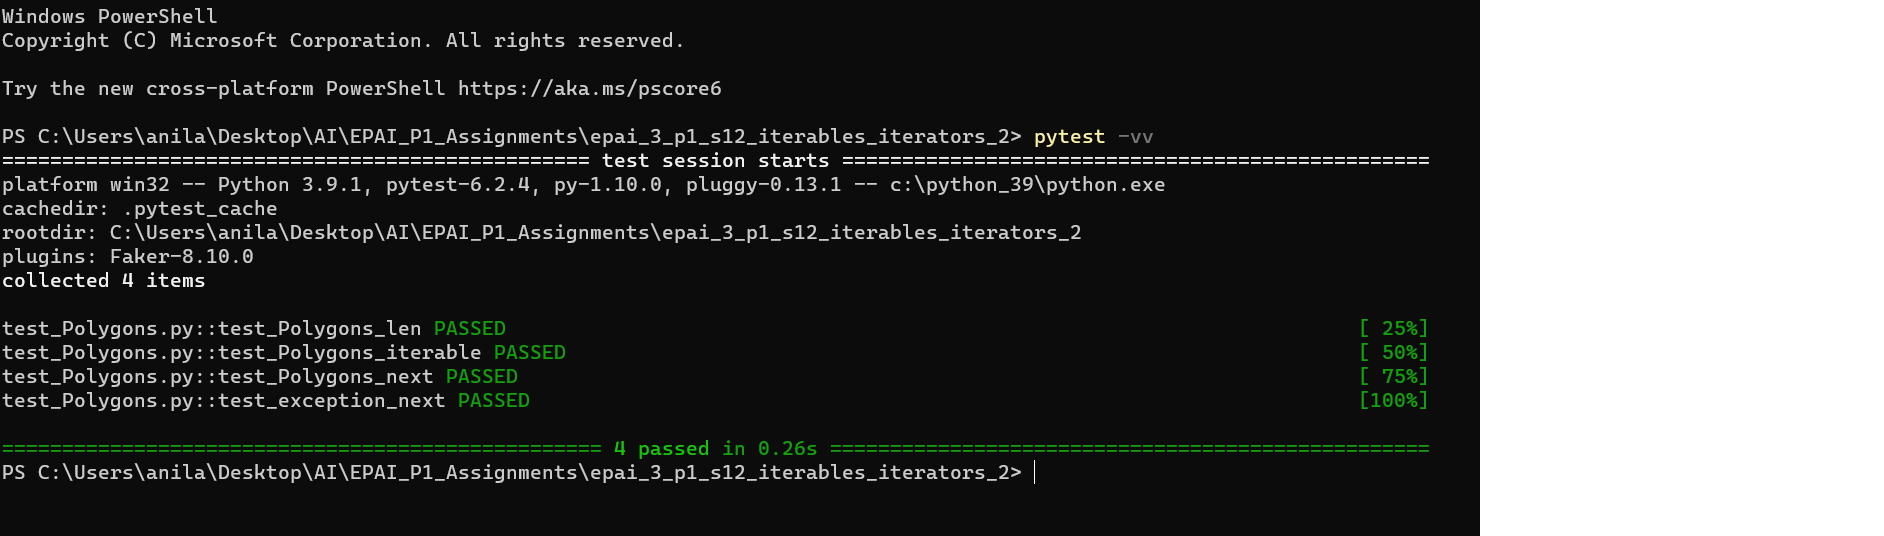 Windows PowerShell
Copyright (C) Microsoft Corporation. All rights reserved.
Try the new cross-platform PowerShell https://aka.ms/pscore6
PS C:\Users\anila\Desktop\AI\EPAI_P1_Assignments\epai_3_p1_s12_iterables_iterators_2> pytest -vv
================================================= test session starts =================================================
platform win32 -- Python 3.9.1, pytest-6.2.4, py-1.10.0, pluggy-0.13.1 -- c:\python_39\python.exe
cachedir: .pytest_cache
rootdir: C:\Users\anila\Desktop\AI\EPAI_P1_Assignments\epai_3_p1_s12_iterables_iterators_2
plugins: Faker-8.10.0
collected 4 items
test_Polygons.py::test_Polygons_len PASSED [ 25%]
test_Polygons.py::test_Polygons_iterable PASSED [ 50%]
test_Polygons.py::test_Polygons_next PASSED [ 75%]
test_Polygons.py::test_exception_next PASSED [100%]
================================================== 4 passed in 0.26s ==================================================
PS C:\Users\anila\Desktop\AI\EPAI_P1_Assignments\epai_3_p1_s12_iterables_iterators_2>